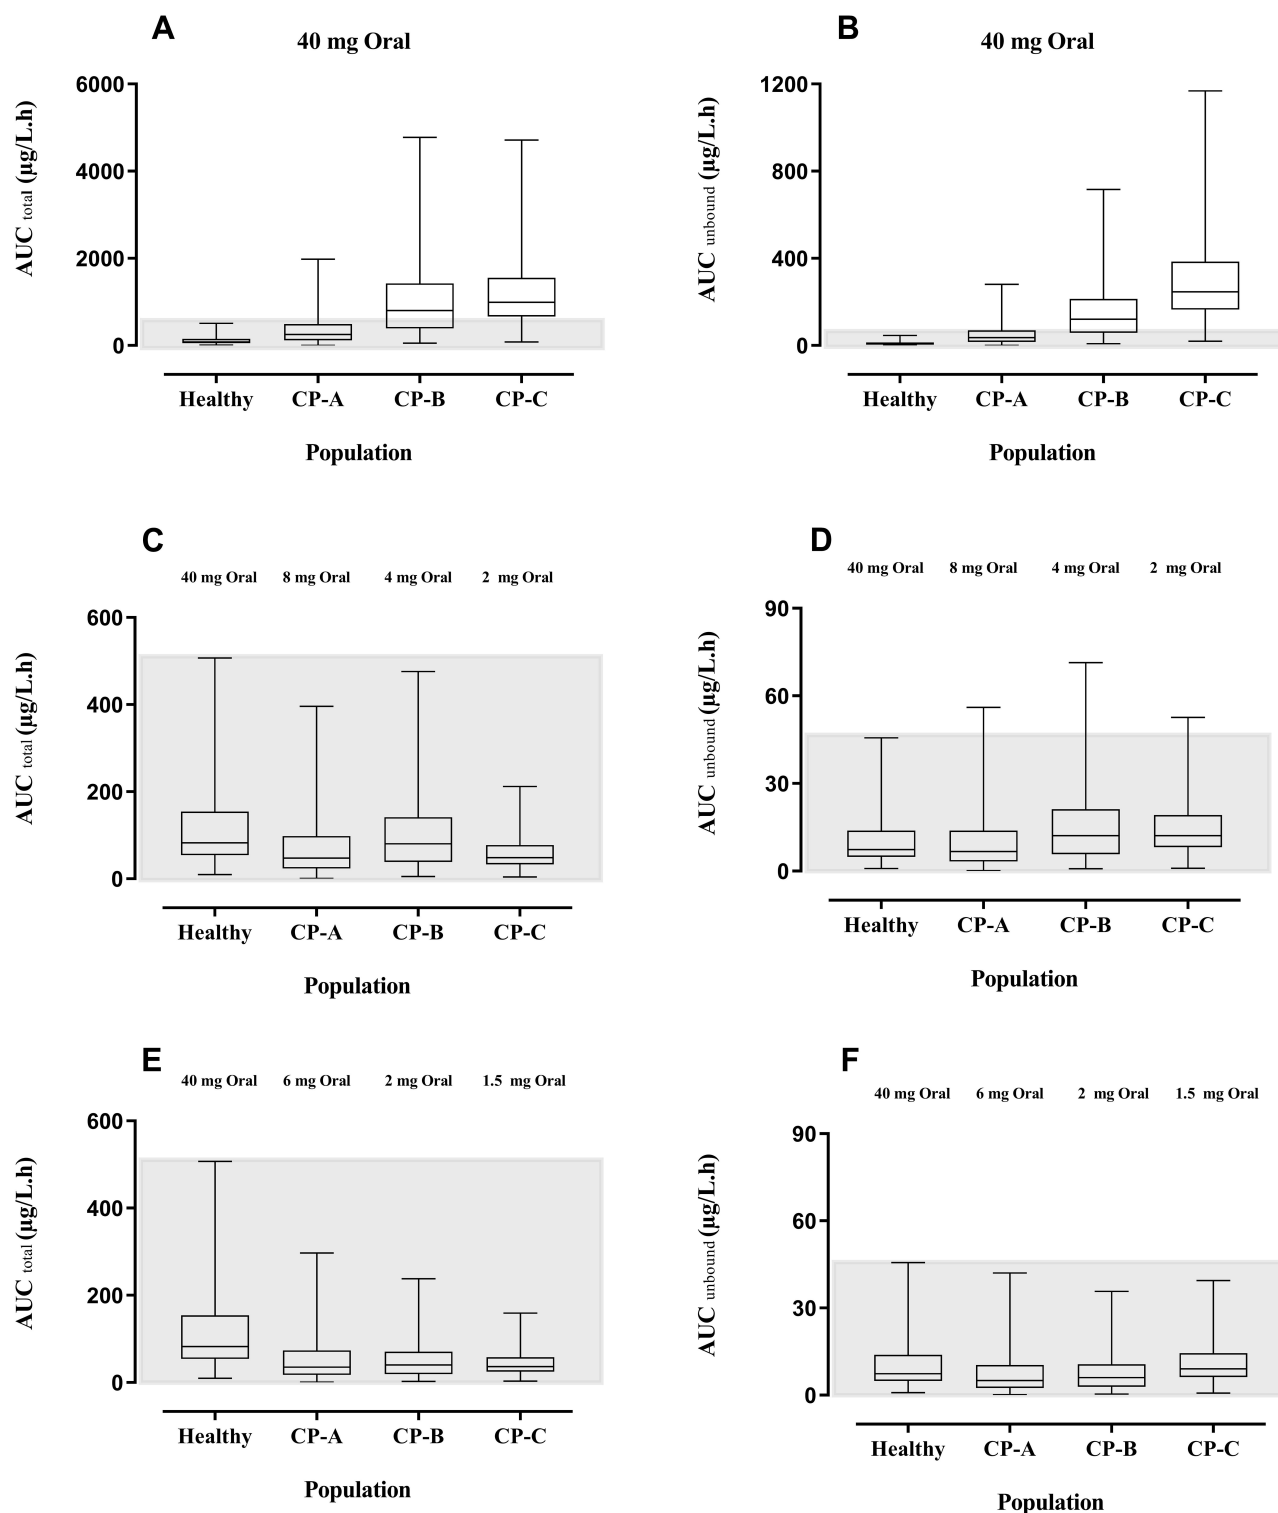 A
40 mg Oral
AUC total (µg/L.h)
6000
4000
2000
0
Healthy CP-A CP-B CP-C
Population
B
40 mg Oral
AUC unbound (µg/L.h)
1200
800
400
0
Healthy CP-A CP-B CP-C
Population
C
40 mg Oral 8 mg Oral 4 mg Oral 2 mg Oral
AUC total (µg/L.h)
600
400
200
0
Healthy CP-A CP-B CP-C
Population
D
40 mg Oral 8 mg Oral 4 mg Oral 2 mg Oral
AUC unbound (µg/L.h)
90
60
30
0
Healthy CP-A CP-B CP-C
Population
E
40 mg Oral 6 mg Oral 2 mg Oral 1.5 mg Oral
AUC total (µg/L.h)
600
400
200
0
Healthy CP-A CP-B CP-C
Population
F
40 mg Oral 6 mg Oral 2 mg Oral 1.5 mg Oral
AUC unbound (µg/L.h)
90
60
30
0
Healthy CP-A CP-B CP-C
Population